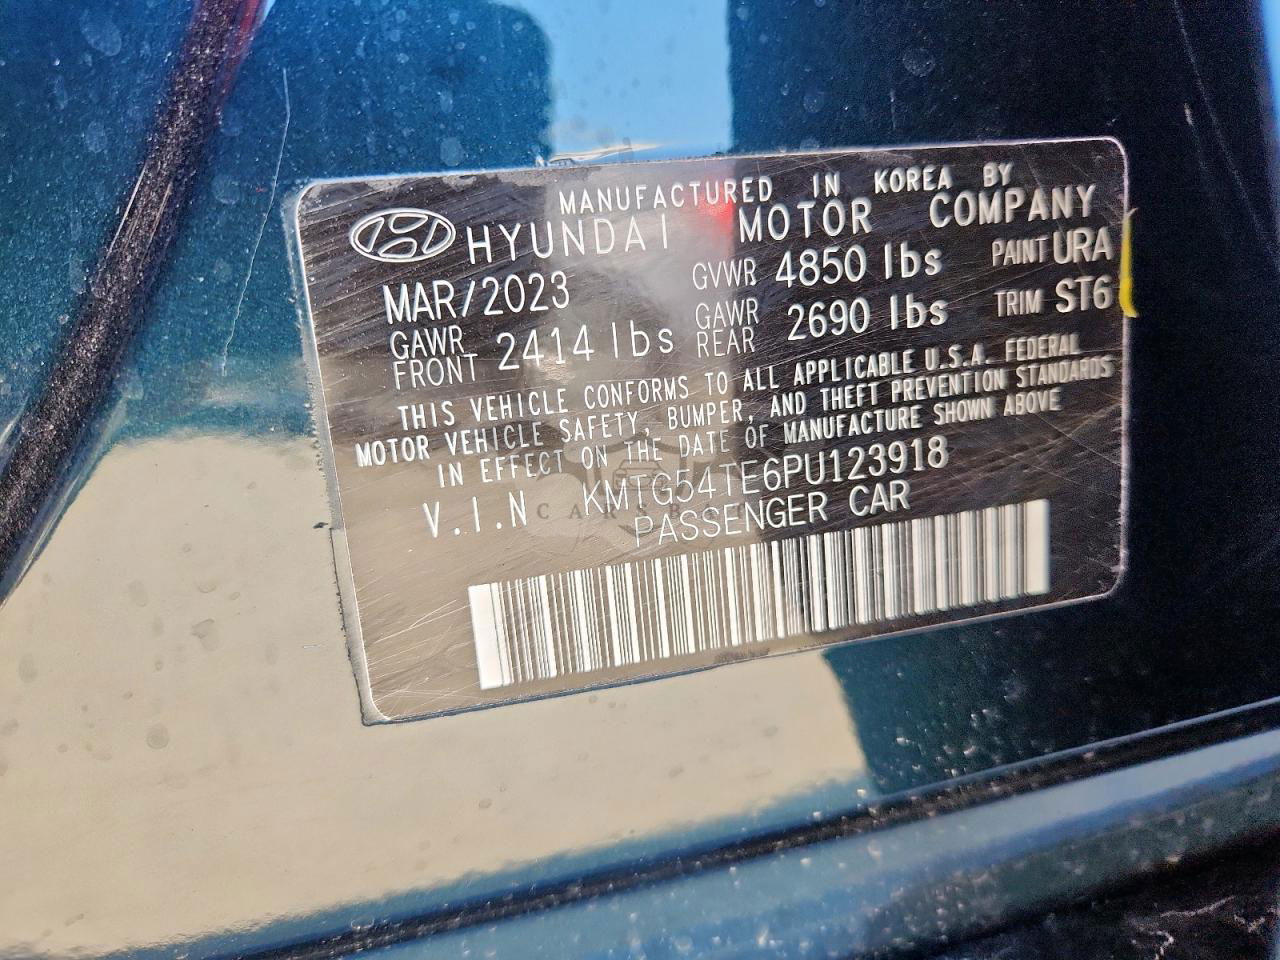 MANUFACTURED IN KOREA BY
HYUNDAI MOTOR COMPANY
MAR/2023 GVWR 4850 lbs PAINT URA
GAWR FRONT 2414 lbs GAWR REAR 2690 lbs TRIM ST6
THIS VEHICLE CONFORMS TO ALL APPLICABLE U.S.A. FEDERAL
MOTOR VEHICLE SAFETY, BUMPER, AND THEFT PREVENTION STANDARDS
IN EFFECT ON THE DATE OF MANUFACTURE SHOWN ABOVE
V.I.N KMTG54TE6PU123918
PASSENGER CAR